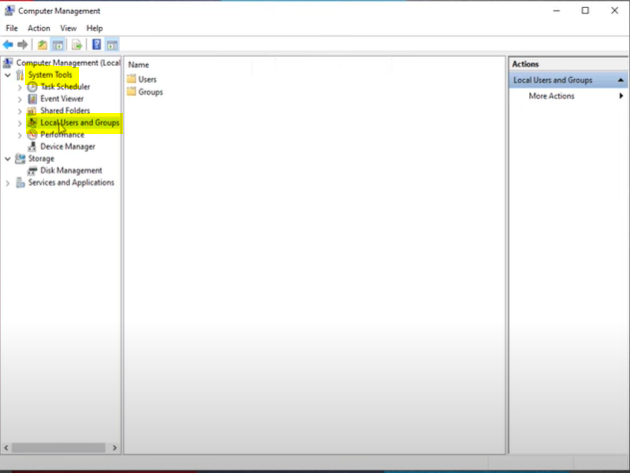 Computer Management
File Action View Help
Computer Management (Local
System Tools
Task Scheduler
Event Viewer
Shared Folders
Local Users and Groups
Performance
Device Manager
Storage
Disk Management
Services and Applications
Name
Users
Groups
Actions
Local Users and Groups
More Actions